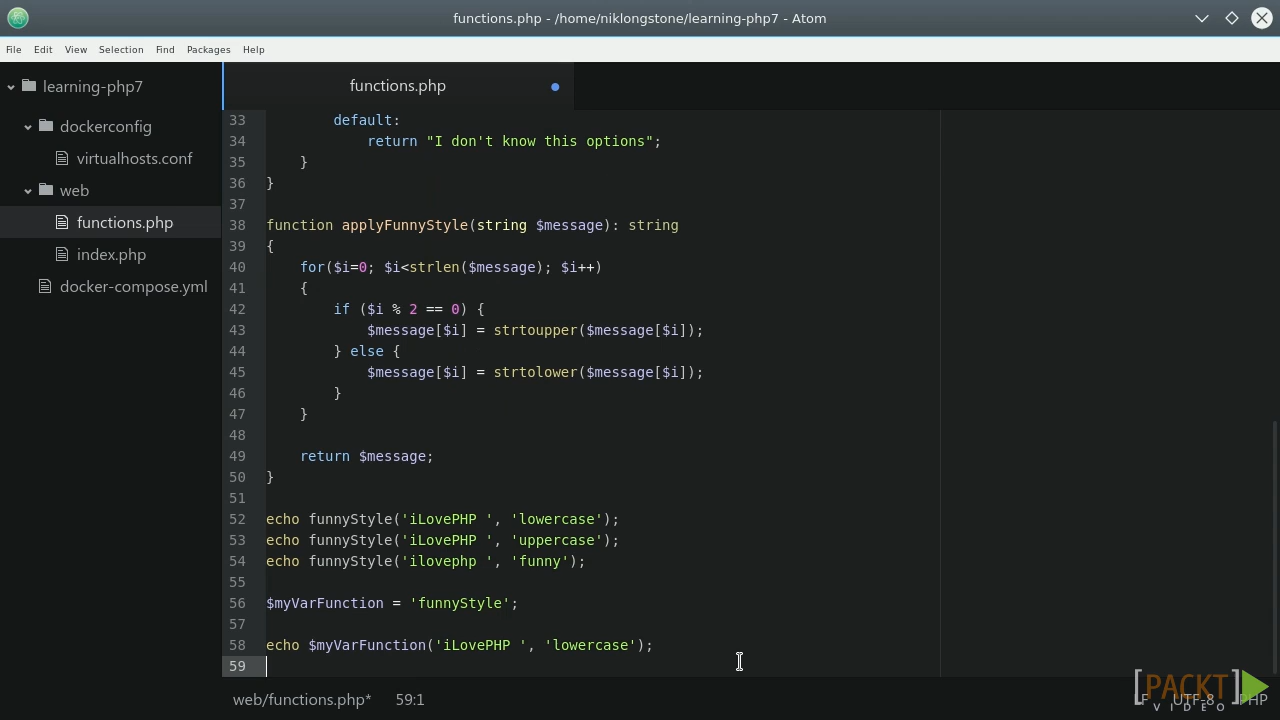 functions.php - /home/niklongstone/learning-php7 - Atom
File Edit View Selection Find Packages Help
learning-php7
dockerconfig
virtualhosts.conf
web
functions.php
index.php
docker-compose.yml
functions.php
33         default:
34             return "I don't know this options";
35     }
36 }
37
38 function applyFunnyStyle(string $message): string
39 {
40     for($i=0; $i<strlen($message); $i++)
41     {
42         if ($i % 2 == 0) {
43             $message[$i] = strtoupper($message[$i]);
44         } else {
45             $message[$i] = strtolower($message[$i]);
46         }
47     }
48
49     return $message;
50 }
51
52 echo funnyStyle('iLovePHP ', 'lowercase');
53 echo funnyStyle('iLovePHP ', 'uppercase');
54 echo funnyStyle('ilovephp ', 'funny');
55
56 $myVarFunction = 'funnyStyle';
57
58 echo $myVarFunction('iLovePHP ', 'lowercase');
59
web/functions.php* 59:1 LF UTF-8 PHP
[PACKT]
VIDEO